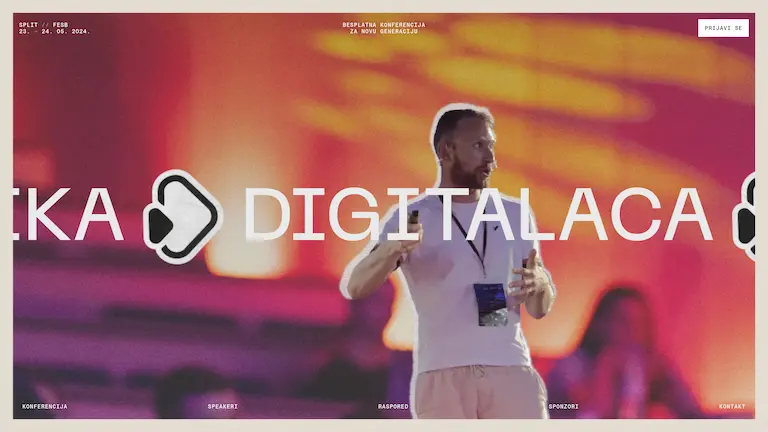 SPLIT // FESB
23. - 24. 05. 2024.
BESPLATNA KONFERENCIJA
ZA NOVU GENERACIJU
PRIJAVI SE
IKA DIGITALACA
KONFERENCIJA
SPEAKERI
RASPORED
SPONZORI
KONTAKT